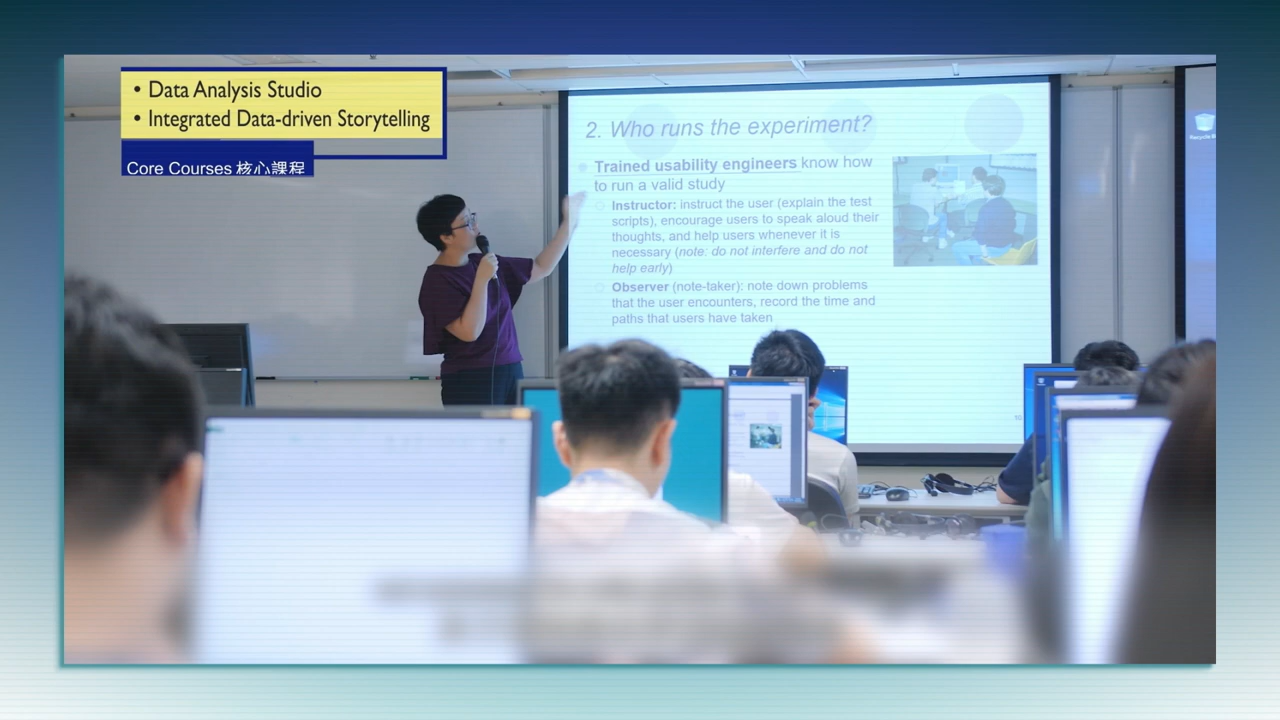 • Data Analysis Studio
• Integrated Data-driven Storytelling
Core Courses 核心課程
2. Who runs the experiment?
Trained usability engineers know how
to run a valid study
Instructor: instruct the user (explain the test
scripts), encourage users to speak aloud their
thoughts, and help users whenever it is
necessary (note: do not interfere and do not
help early)
Observer (note-taker): note down problems
that the user encounters, record the time and
paths that users have taken
10